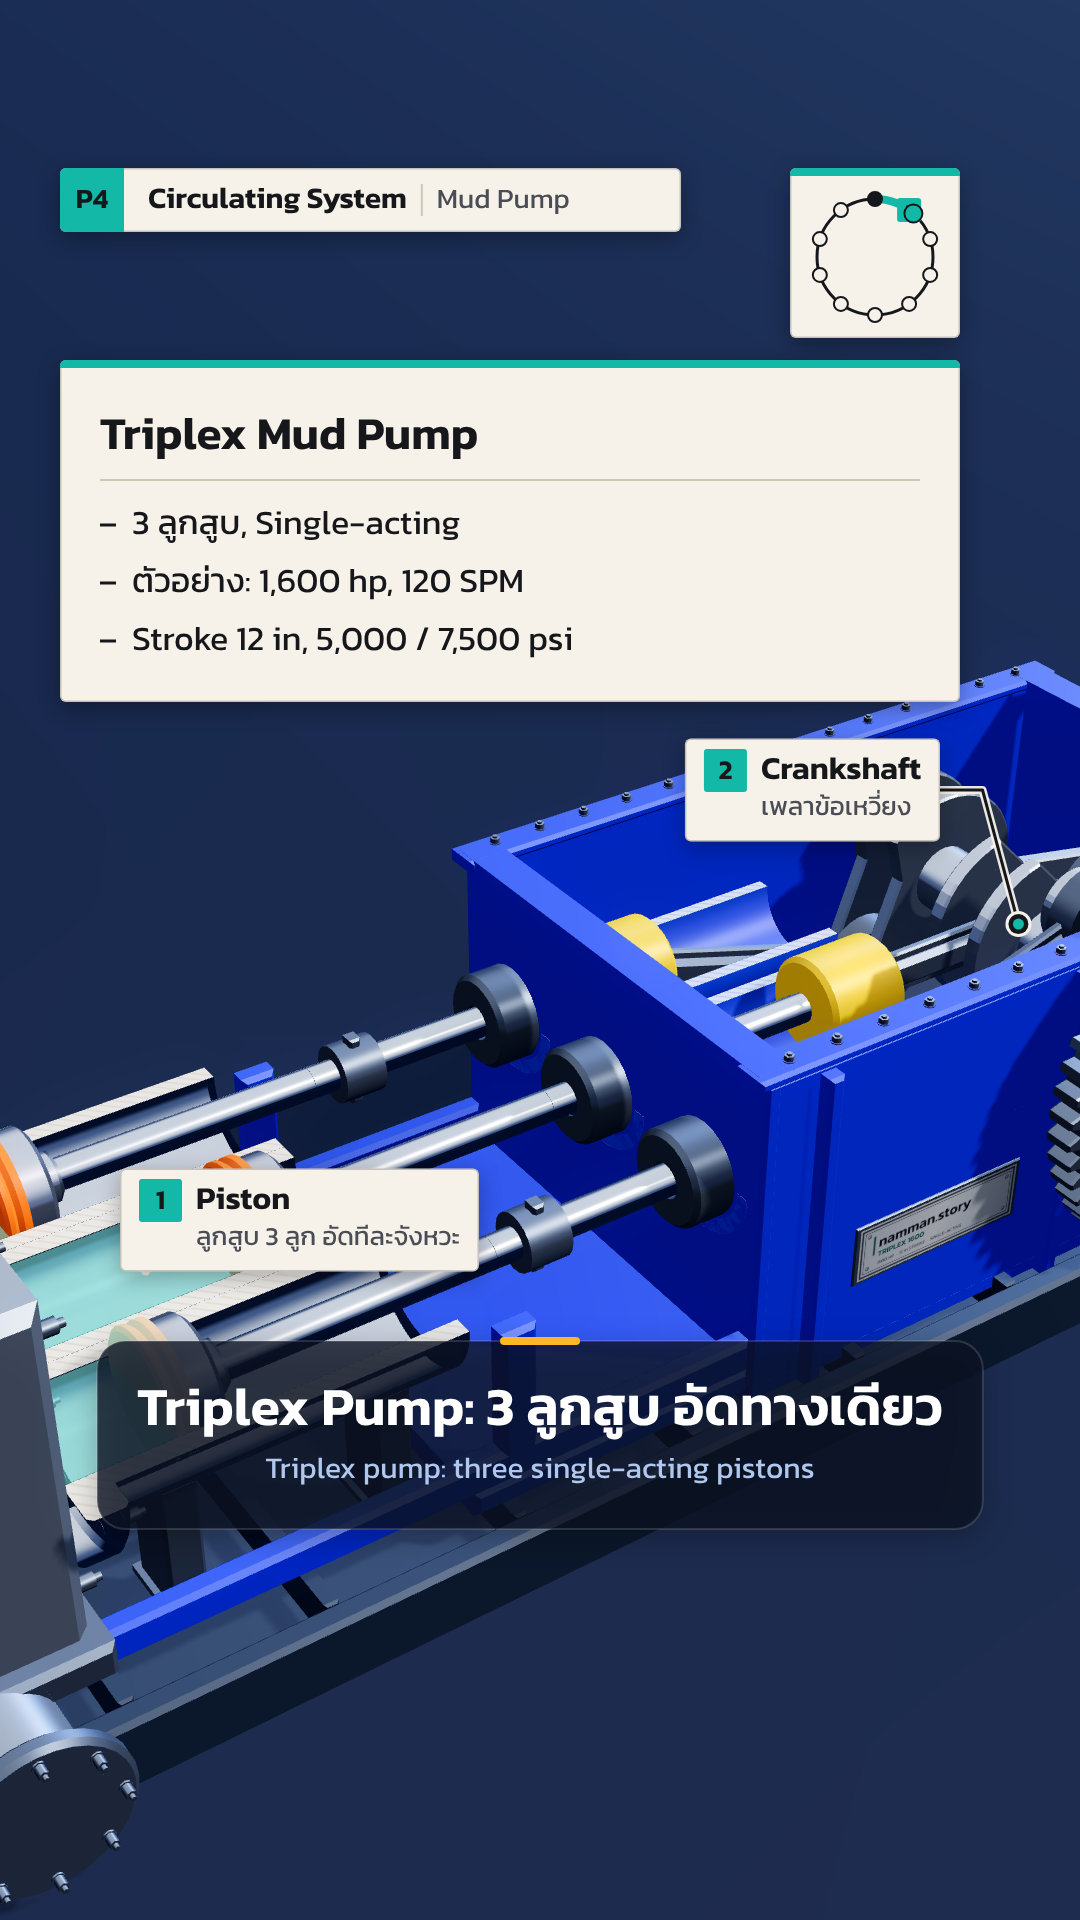 P4 Circulating System | Mud Pump
Triplex Mud Pump
– 3 ลูกสูบ, Single-acting
– ตัวอย่าง: 1,600 hp, 120 SPM
– Stroke 12 in, 5,000 / 7,500 psi
2 Crankshaft
เพลาข้อเหวี่ยง
1 Piston
ลูกสูบ 3 ลูก อัดทีละจังหวะ
namman.story
TRIPLEX 1600
Triplex Pump: 3 ลูกสูบ อัดทางเดียว
Triplex pump: three single-acting pistons